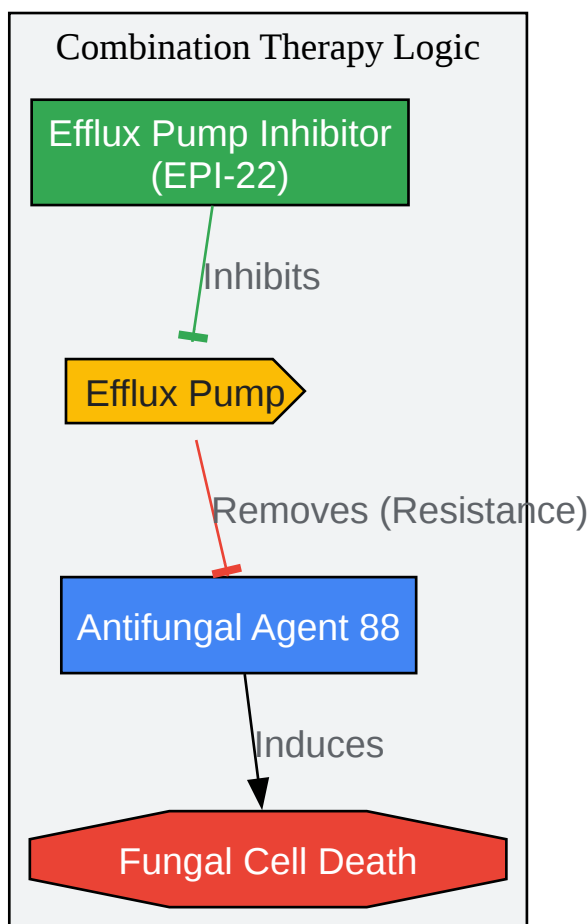 Combination Therapy Logic
Efflux Pump Inhibitor
(EPI-22)
Inhibits
Efflux Pump
Removes (Resistance)
Antifungal Agent 88
Induces
Fungal Cell Death